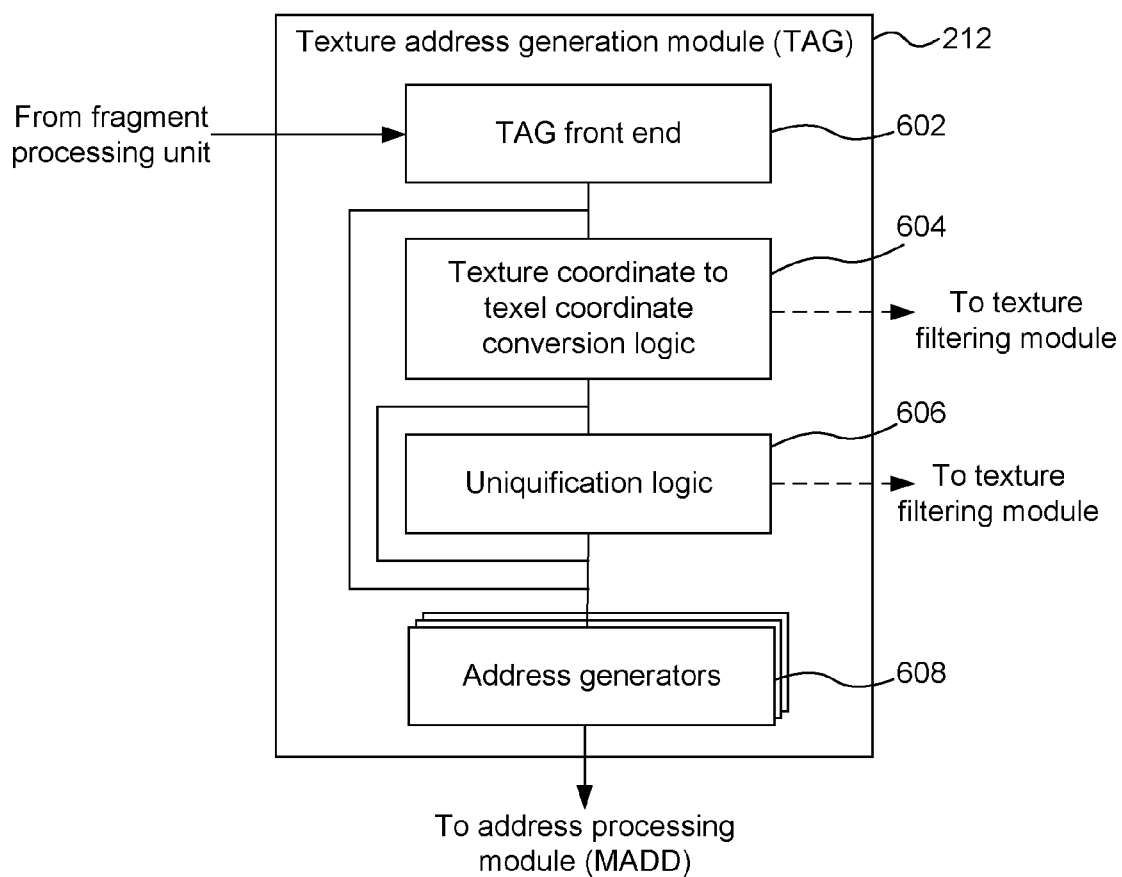 Texture address generation module (TAG)
212
From fragment
processing unit
TAG front end
602
604
Texture coordinate to
texel coordinate
conversion logic
To texture
filtering module
606
Uniquification logic
To texture
filtering module
Address generators
608
To address processing
module (MADD)